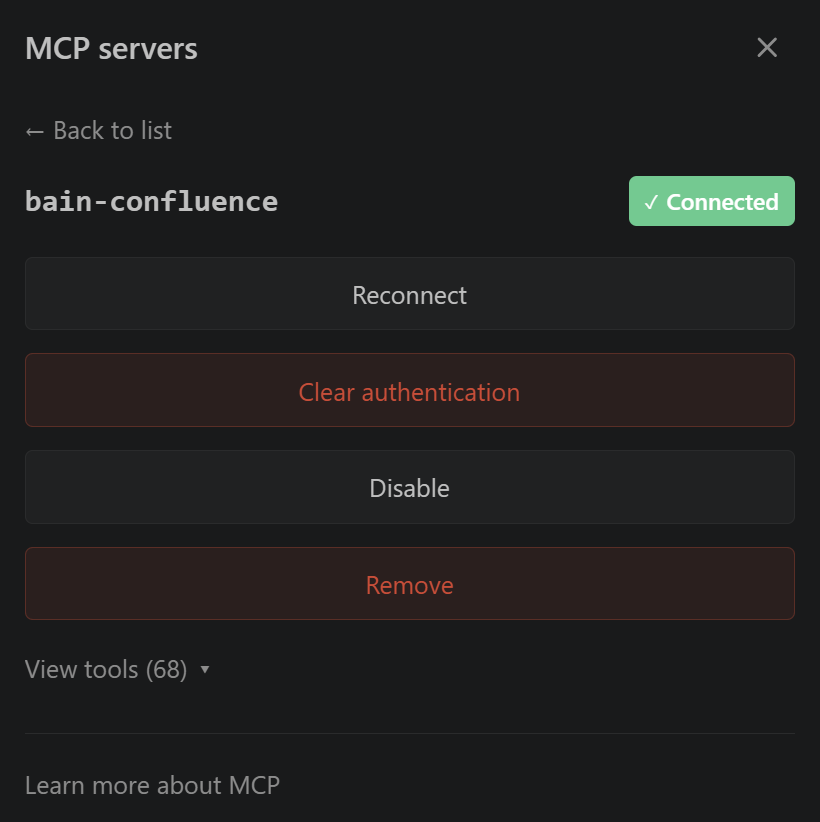 MCP servers
← Back to list
bain-confluence
✓ Connected
Reconnect
Clear authentication
Disable
Remove
View tools (68) ▾
Learn more about MCP